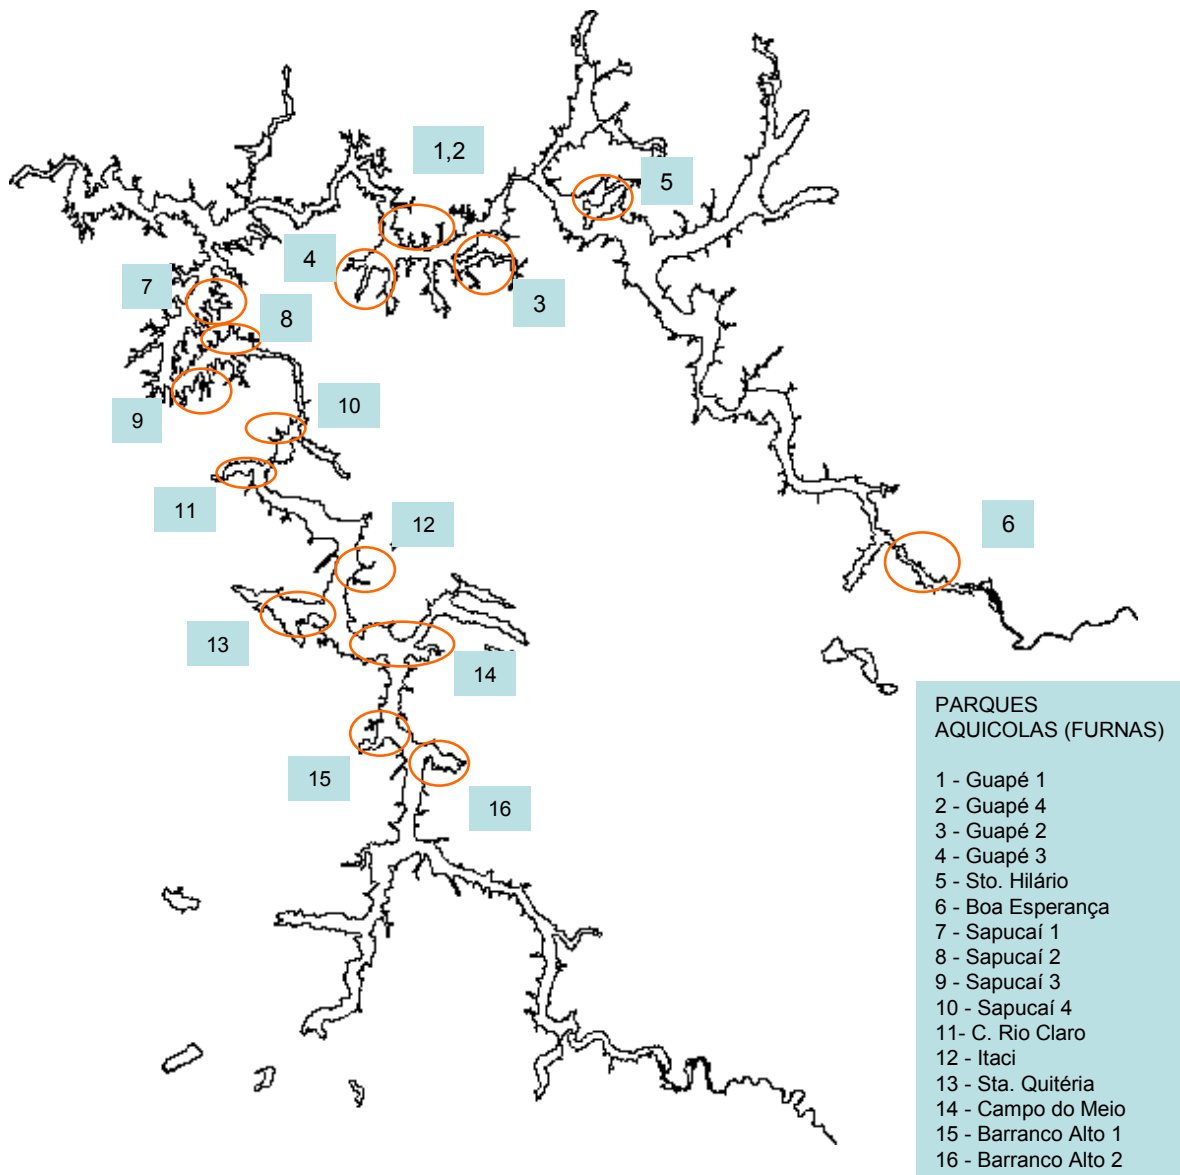 1,2
5
4
7
3
8
10
9
11
12
6
13
14
15
16
PARQUES
AQUICOLAS (FURNAS)
1 - Guapé 1
2 - Guapé 4
3 - Guapé 2
4 - Guapé 3
5 - Sto. Hilário
6 - Boa Esperança
7 - Sapucaí 1
8 - Sapucaí 2
9 - Sapucaí 3
10 - Sapucaí 4
11- C. Rio Claro
12 - Itaci
13 - Sta. Quitéria
14 - Campo do Meio
15 - Barranco Alto 1
16 - Barranco Alto 2